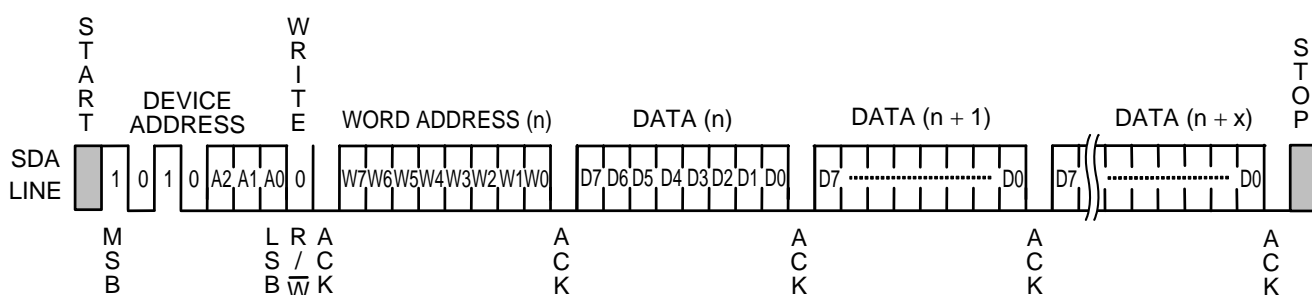 START
WRITE
STOP
DEVICE
ADDRESS
WORD ADDRESS (n)
DATA (n)
DATA (n + 1)
DATA (n + x)
SDA
LINE
1 0 1 0 A2 A1 A0 0 W7 W6 W5 W4 W3 W2 W1 W0 D7 D6 D5 D4 D3 D2 D1 D0 D7 D0 D7 D0
MSB
LSB
R/W̅
ACK
ACK
ACK
ACK
ACK